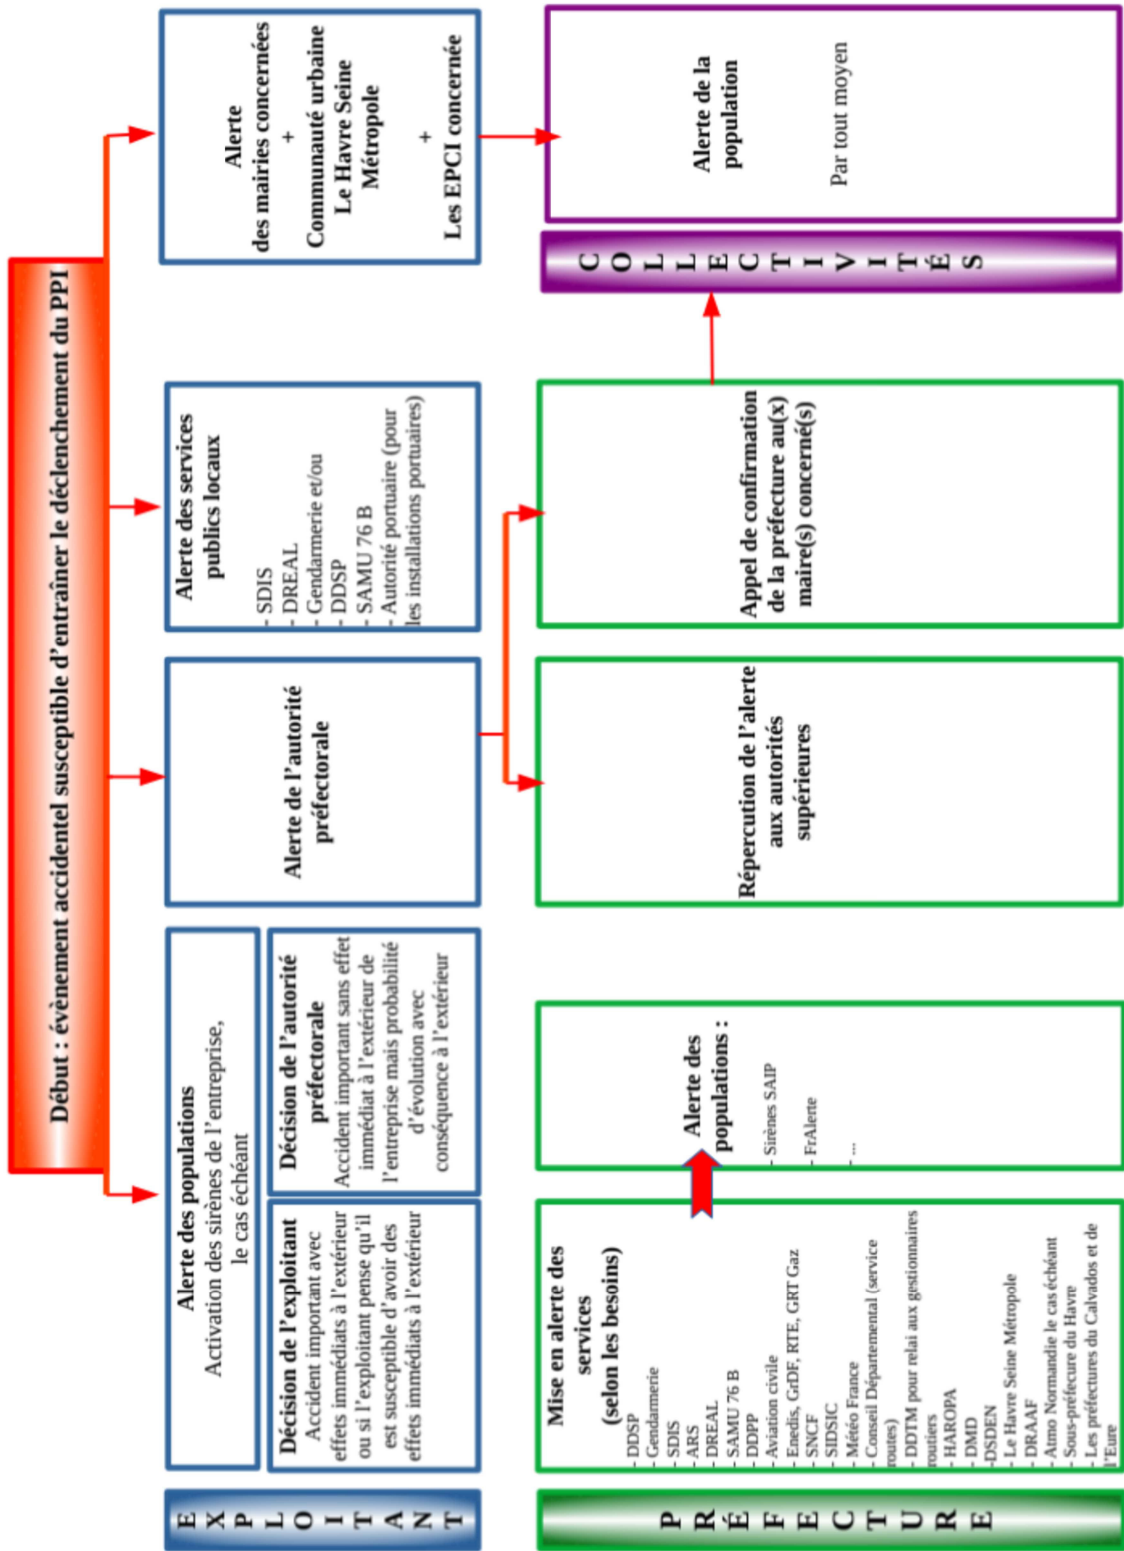 Début : évènement accidentel susceptible d'entraîner le déclenchement du PPI
EXPLOITANT
Alerte des populations
Activation des sirènes de l'entreprise,
le cas échéant
Décision de l'exploitant
Accident important avec
effets immédiats à l'extérieur
ou si l'exploitant pense qu'il
est susceptible d'avoir des
effets immédiats à l'extérieur
Décision de l'autorité
préfectorale
Accident important sans effet
immédiat à l'extérieur de
l'entreprise mais probabilité
d'évolution avec
conséquence à l'extérieur
Alerte de l'autorité
préfectorale
Alerte des services
publics locaux
- SDIS
- DREAL
- Gendarmerie et/ou
- DDSP
- SAMU 76 B
- Autorité portuaire (pour
les installations portuaires)
Alerte
des mairies concernées
+
Communauté urbaine
Le Havre Seine
Métropole
+
Les EPCI concernée
PRÉFECTURE
Mise en alerte des
services
(selon les besoins)
- DDSP
- Gendarmerie
- SDIS
- ARS
- DREAL
- SAMU 76 B
- DDPP
- Aviation civile
- Enedis, GrDF, RTE, GRT Gaz
- SNCF
- SIDSIC
- Météo France
- Conseil Départemental (service
routes)
- DDTM pour relai aux gestionnaires
routiers
- HAROPA
- DMD
-DSDEN
- Le Havre Seine Métropole
- DRAAF
- Atmo Normandie le cas échéant
- Sous-préfecure du Havre
- Les préfectures du Calvados et de
l'Eure
Alerte des
populations :
- Sirènes SAIP
- FrAlerte
- ...
Répercution de l'alerte
aux autorités
supérieures
Appel de confirmation
de la préfecture au(x)
maire(s) concerné(s)
COLLECTIVITÉS
Alerte de la
population
Par tout moyen